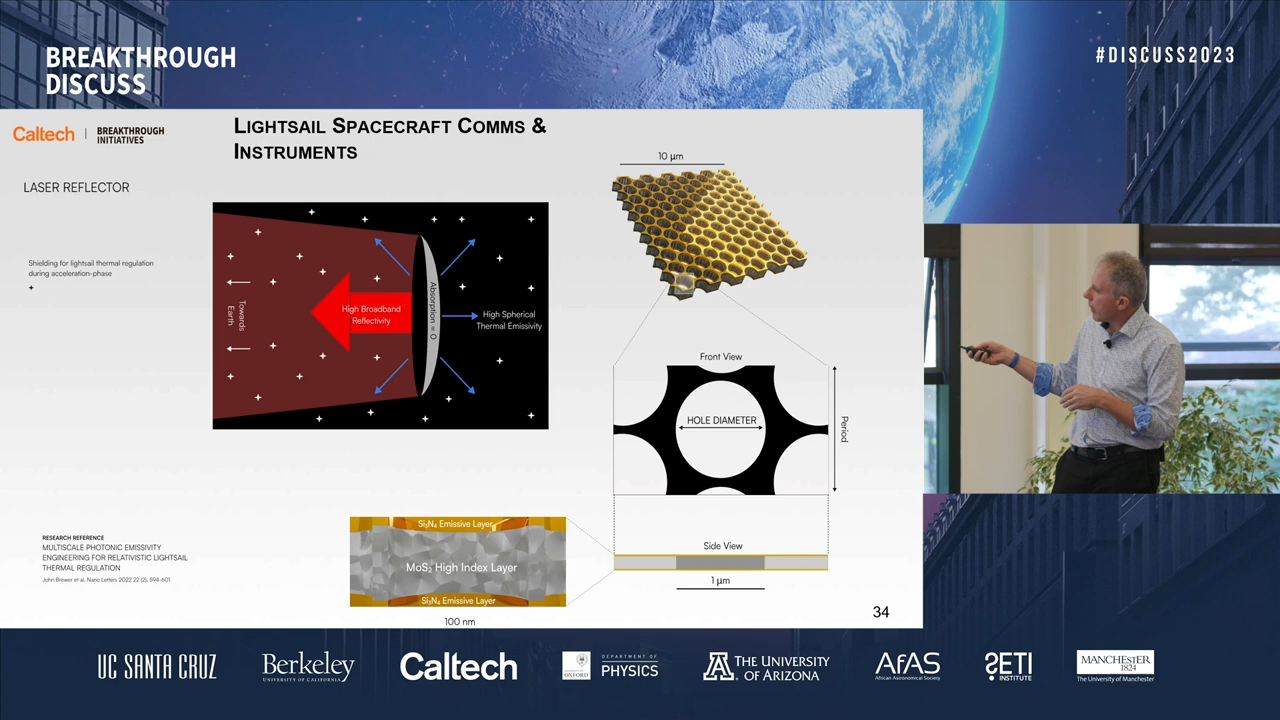 BREAKTHROUGH
DISCUSS
#DISCUSS2023
Caltech | BREAKTHROUGH
INITIATIVES
LIGHTSAIL SPACECRAFT COMMS &
INSTRUMENTS
LASER REFLECTOR
Shielding for lightsail thermal regulation
during acceleration-phase
Towards
Earth
High Broadband
Reflectivity
Absorption = 0
High Spherical
Thermal Emissivity
10 µm
Front View
HOLE DIAMETER
Period
Side View
1 µm
Si₃N₄ Emissive Layer
MoS₂ High Index Layer
Si₃N₄ Emissive Layer
100 nm
RESEARCH REFERENCE
MULTISCALE PHOTONIC EMISSIVITY
ENGINEERING FOR RELATIVISTIC LIGHTSAIL
THERMAL REGULATION
John Brewer et al. Nano Letters 2022 22 (2), 594-601
34
UC SANTA CRUZ
Berkeley
UNIVERSITY OF CALIFORNIA
Caltech
UNIVERSITY OF
OXFORD
DEPARTMENT OF
PHYSICS
THE UNIVERSITY
OF ARIZONA
AfAS
African Astronomical Society
SETI
INSTITUTE
MANCHESTER
1824
The University of Manchester